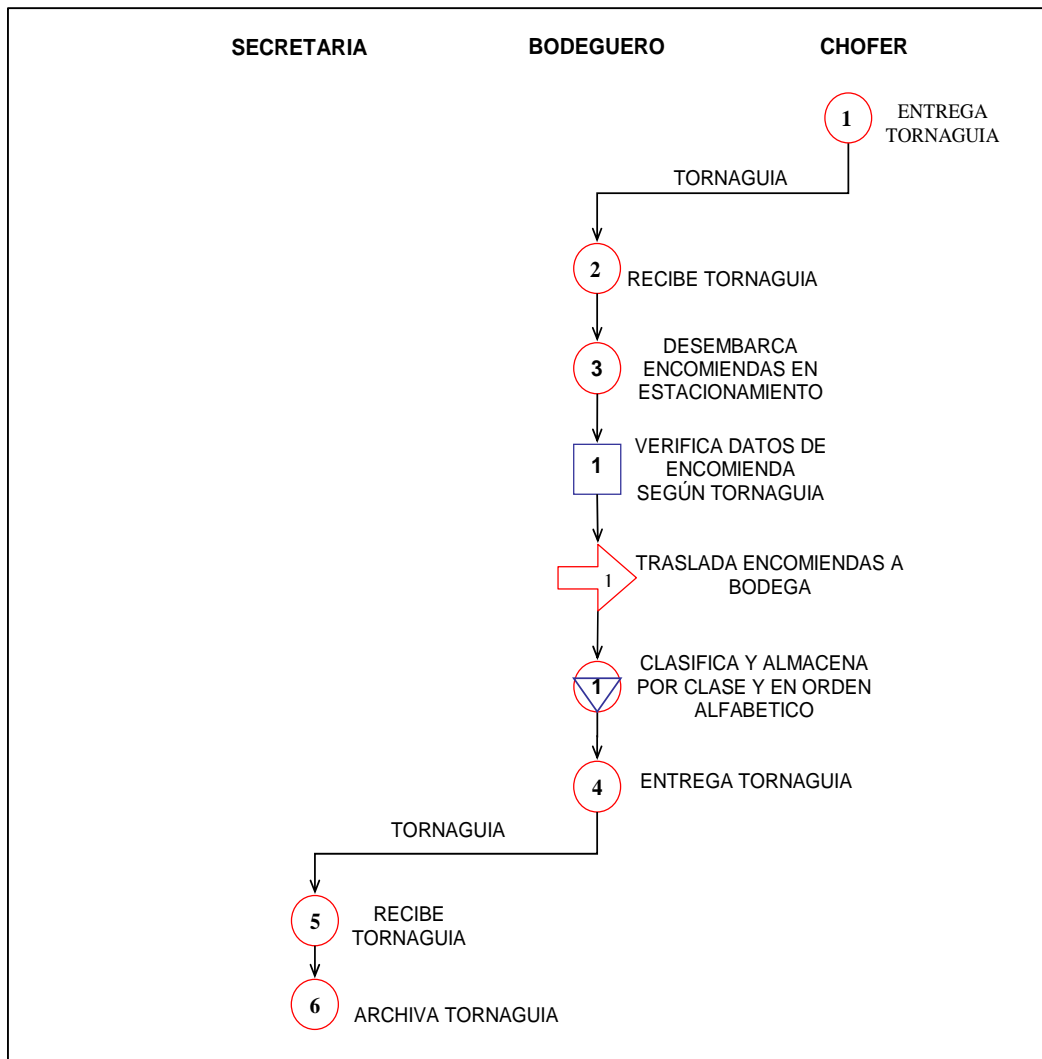 SECRETARIA
BODEGUERO
CHOFER
1
ENTREGA
TORNAGUIA
TORNAGUIA
2
RECIBE TORNAGUIA
3
DESEMBARCA
ENCOMIENDAS EN
ESTACIONAMIENTO
1
VERIFICA DATOS DE
ENCOMIENDA
SEGÚN TORNAGUIA
1
TRASLADA ENCOMIENDAS A
BODEGA
1
CLASIFICA Y ALMACENA
POR CLASE Y EN ORDEN
ALFABETICO
4
ENTREGA TORNAGUIA
TORNAGUIA
5
RECIBE
TORNAGUIA
6
ARCHIVA TORNAGUIA